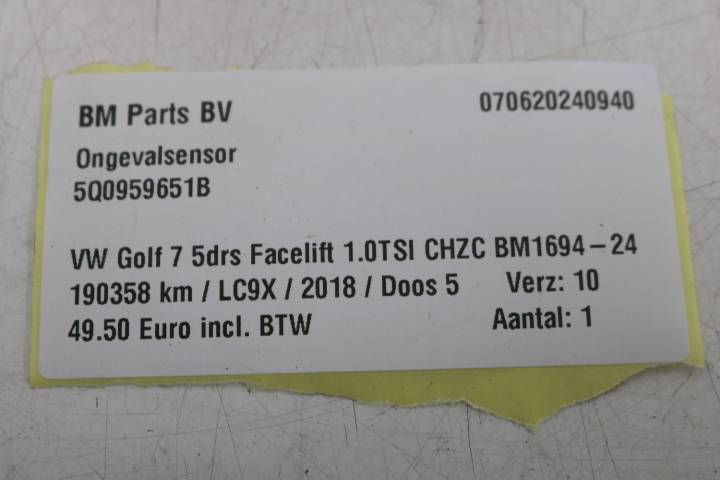 BM Parts BV 070620240940
Ongevalsensor
5Q0959651B
VW Golf 7 5drs Facelift 1.0TSI CHZC BM1694-24
190358 km / LC9X / 2018 / Doos 5 Verz: 10
49.50 Euro incl. BTW Aantal: 1